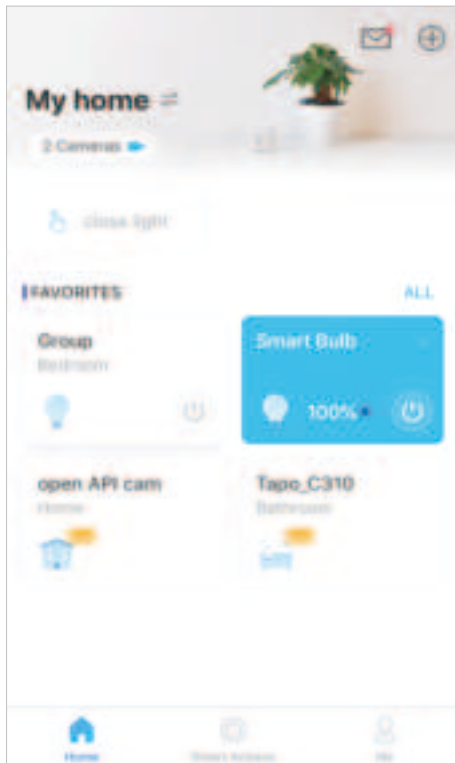 My home
2 Cameras
close light
FAVORITES
ALL
Group
Bedroom
Smart Bulb
100%
open API cam
Home
Tapo_C310
Bathroom
Home
Smart Actions
Me